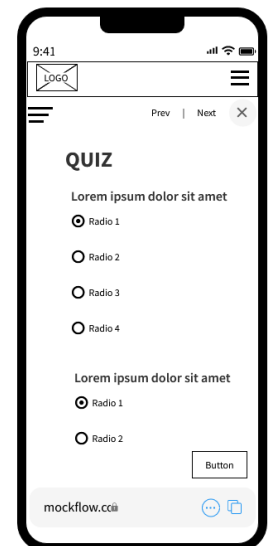 9:41
LOGO
Prev | Next
QUIZ
Lorem ipsum dolor sit amet
Radio 1
Radio 2
Radio 3
Radio 4
Lorem ipsum dolor sit amet
Radio 1
Radio 2
Button
mockflow.co